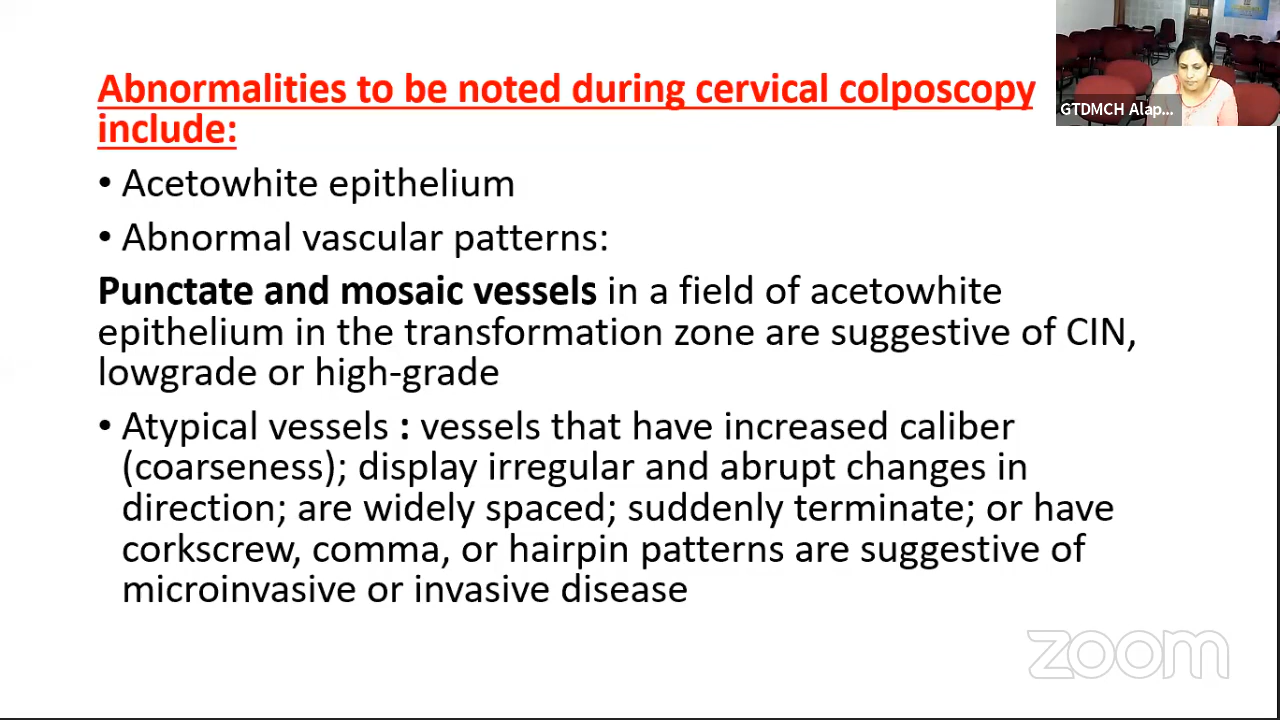 Abnormalities to be noted during cervical colposcopy
include:
• Acetowhite epithelium
• Abnormal vascular patterns:
Punctate and mosaic vessels in a field of acetowhite
epithelium in the transformation zone are suggestive of CIN,
lowgrade or high-grade
• Atypical vessels : vessels that have increased caliber
(coarseness); display irregular and abrupt changes in
direction; are widely spaced; suddenly terminate; or have
corkscrew, comma, or hairpin patterns are suggestive of
microinvasive or invasive disease
GTDMCH Alap...
zoom